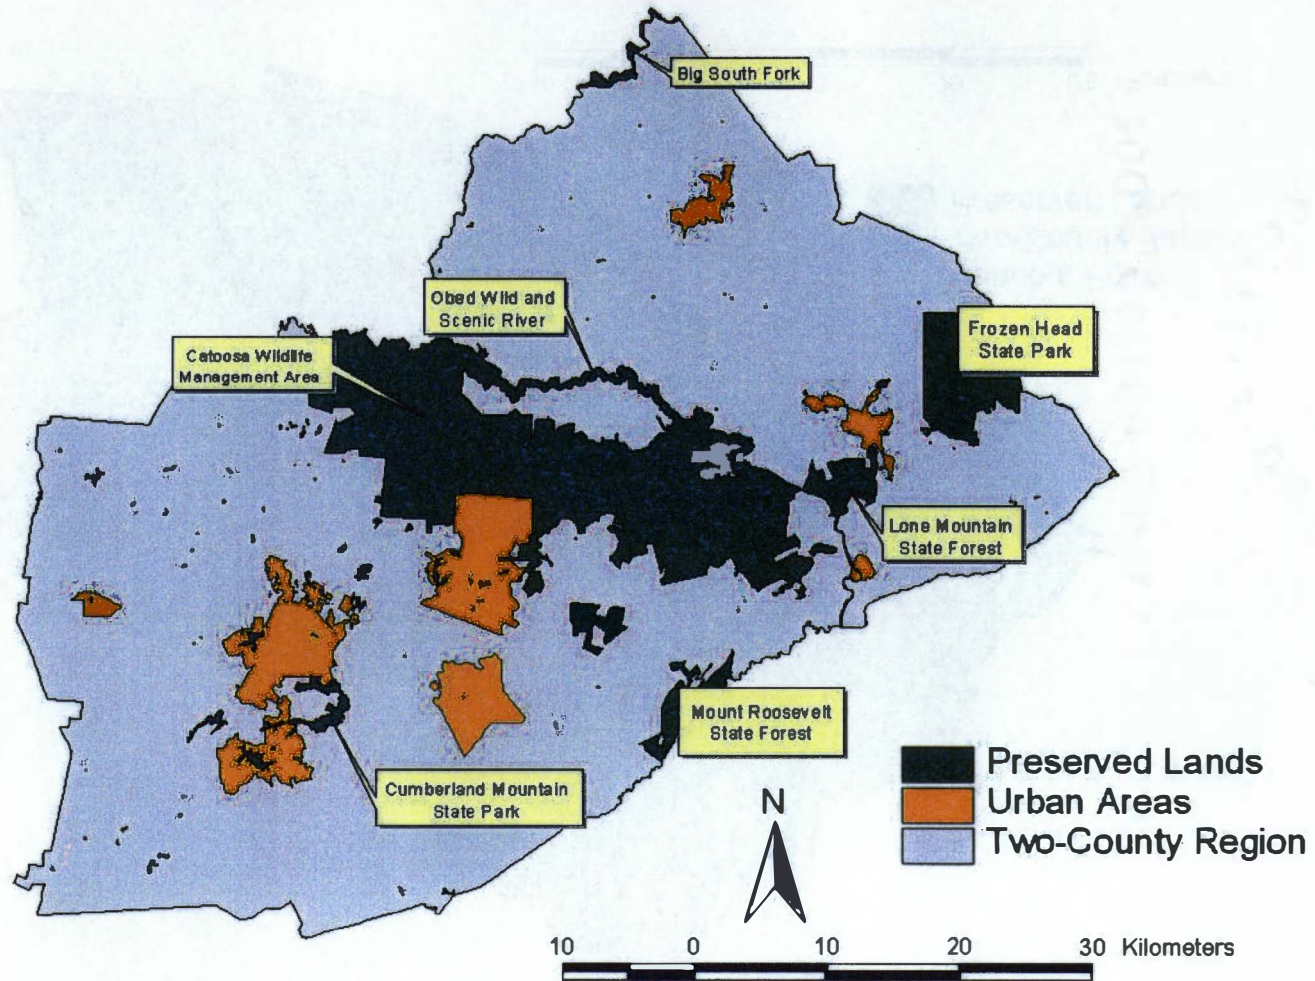 Big South Fork
Obed Wild and
Scenic River
Catoosa Wildlife
Management Area
Frozen Head
State Park
Lone Mountain
State Forest
Mount Roosevelt
State Forest
Cumberland Mountain
State Park
Preserved Lands
Urban Areas
Two-County Region
N
10 0 10 20 30 Kilometers